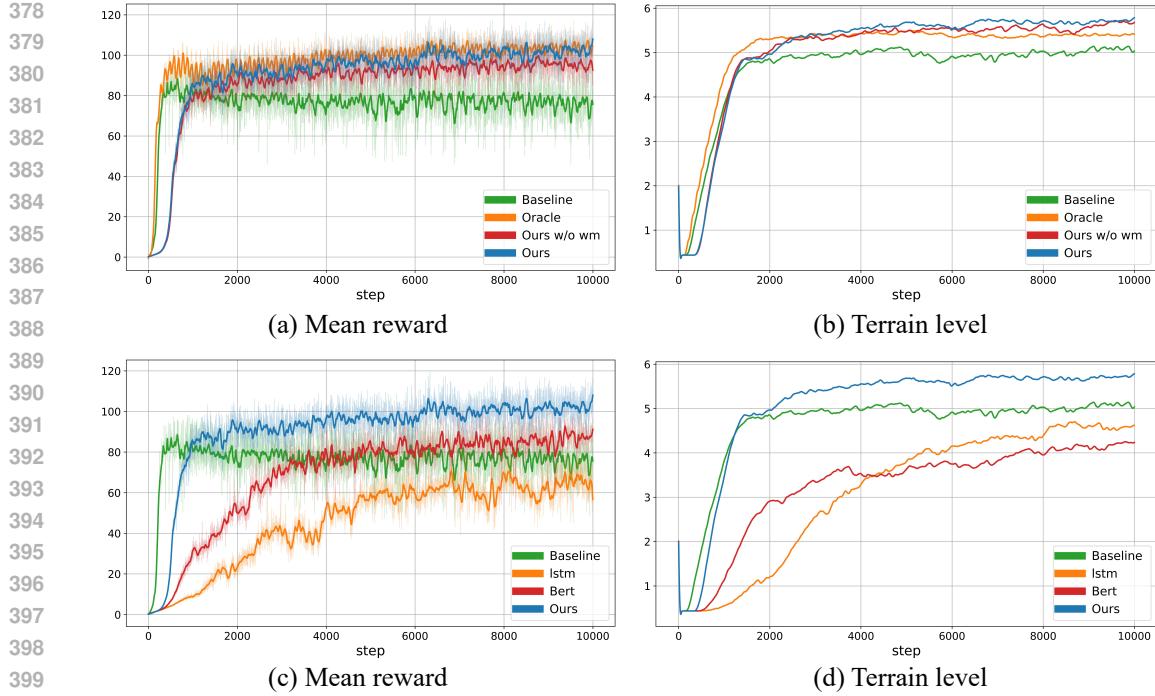 378
379
380
381
382
383
384
385
386
387
388
389
390
391
392
393
394
395
396
397
398
399
120
100
80
60
40
20
0
0 2000 4000 6000 8000 10000
step
Baseline
Oracle
Ours w/o wm
Ours
(a) Mean reward
6
5
4
3
2
1
0 2000 4000 6000 8000 10000
step
Baseline
Oracle
Ours w/o wm
Ours
(b) Terrain level
120
100
80
60
40
20
0
0 2000 4000 6000 8000 10000
step
Baseline
lstm
Bert
Ours
(c) Mean reward
6
5
4
3
2
1
0 2000 4000 6000 8000 10000
step
Baseline
lstm
Bert
Ours
(d) Terrain level